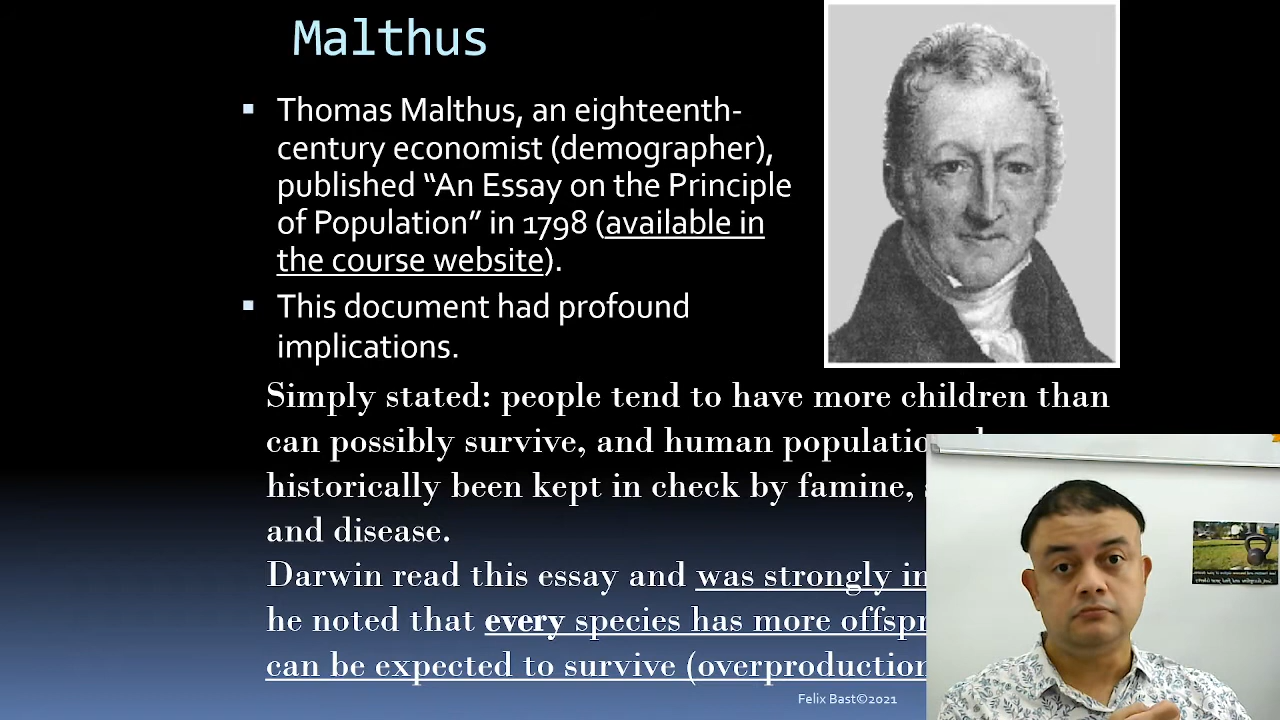 Malthus
▪ Thomas Malthus, an eighteenth-
century economist (demographer),
published “An Essay on the Principle
of Population” in 1798 (available in
the course website).
▪ This document had profound
implications.
Simply stated: people tend to have more children than
can possibly survive, and human
historically been kept in check by famine,
and disease.
Darwin read this essay and was strongly
he noted that every species has more
can be expected to survive (overproduction
Felix Bast©2021